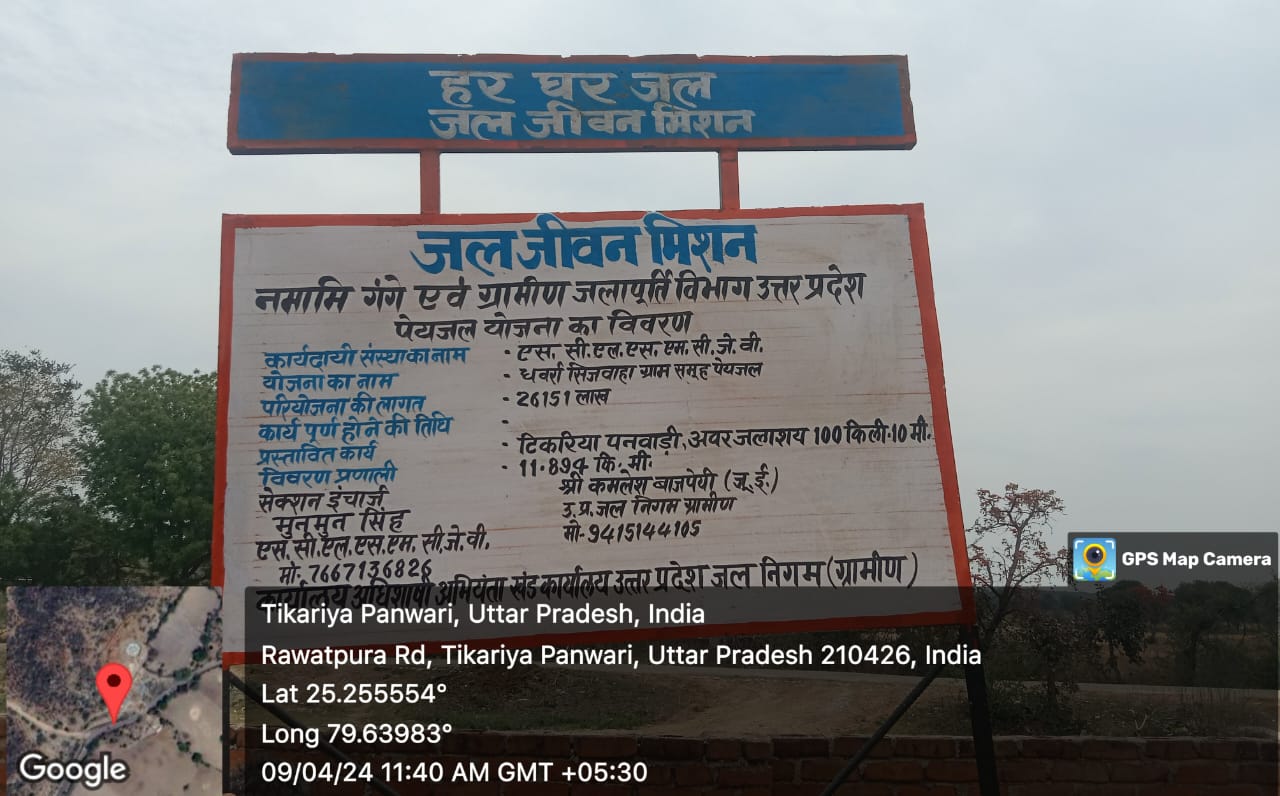 हर घर जल
जल जीवन मिशन
जल जीवन मिशन
नमामि गंगे एवं ग्रामीण जलापूर्ति विभाग उत्तर प्रदेश
पेयजल योजना का विवरण
कार्यदायी संस्था का नाम - एस. सी. एल. एस. एम. सी. जे. वी.
योजना का नाम - धवर्रा सिजवाहा ग्राम समूह पेयजल
परियोजना की लागत - 26151 लाख
कार्य पूर्ण होने की तिथि -
प्रस्तावित कार्य - टिकरिया पनवाड़ी, अवर जलाशय 100 किली. 10 मी.
विवरण प्रणाली - 11.894 कि. मी.
सेक्शन इंचार्ज
मुनमुन सिंह
एस. सी. एल. एस. एम. सी. जे. वी.
मो. 7667136826
श्री कमलेश बाजपेयी (जू. ई.)
उ. प्र. जल निगम ग्रामीण
मो- 9415144105
कार्यालय अधिशाषी अभियंता खंड कार्यालय उत्तर प्रदेश जल निगम (ग्रामीण)
GPS Map Camera
Tikariya Panwari, Uttar Pradesh, India
Rawatpura Rd, Tikariya Panwari, Uttar Pradesh 210426, India
Lat 25.255554°
Long 79.63983°
09/04/24 11:40 AM GMT +05:30
Google